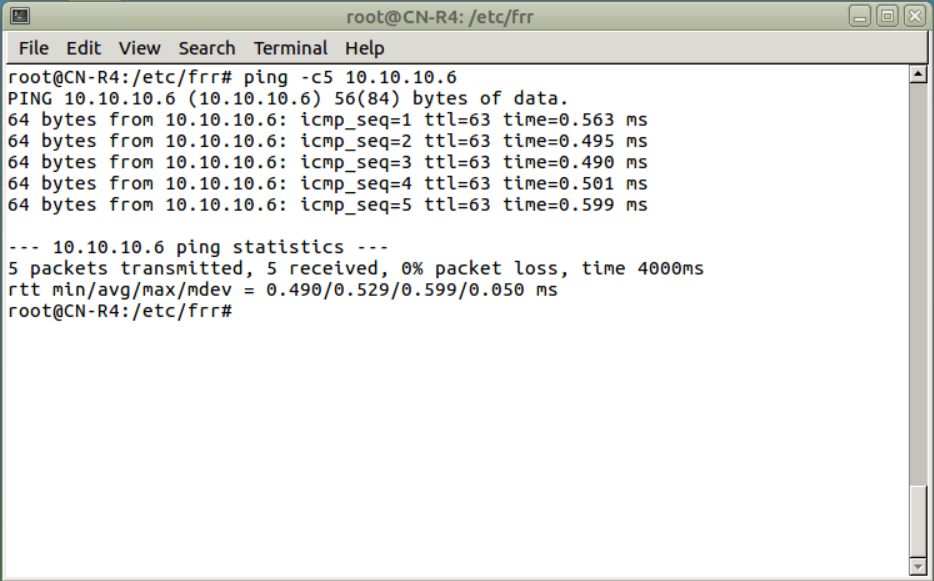 root@CN-R4: /etc/frr
File Edit View Search Terminal Help
root@CN-R4:/etc/frr# ping -c5 10.10.10.6
PING 10.10.10.6 (10.10.10.6) 56(84) bytes of data.
64 bytes from 10.10.10.6: icmp_seq=1 ttl=63 time=0.563 ms
64 bytes from 10.10.10.6: icmp_seq=2 ttl=63 time=0.495 ms
64 bytes from 10.10.10.6: icmp_seq=3 ttl=63 time=0.490 ms
64 bytes from 10.10.10.6: icmp_seq=4 ttl=63 time=0.501 ms
64 bytes from 10.10.10.6: icmp_seq=5 ttl=63 time=0.599 ms
--- 10.10.10.6 ping statistics ---
5 packets transmitted, 5 received, 0% packet loss, time 4000ms
rtt min/avg/max/mdev = 0.490/0.529/0.599/0.050 ms
root@CN-R4:/etc/frr#